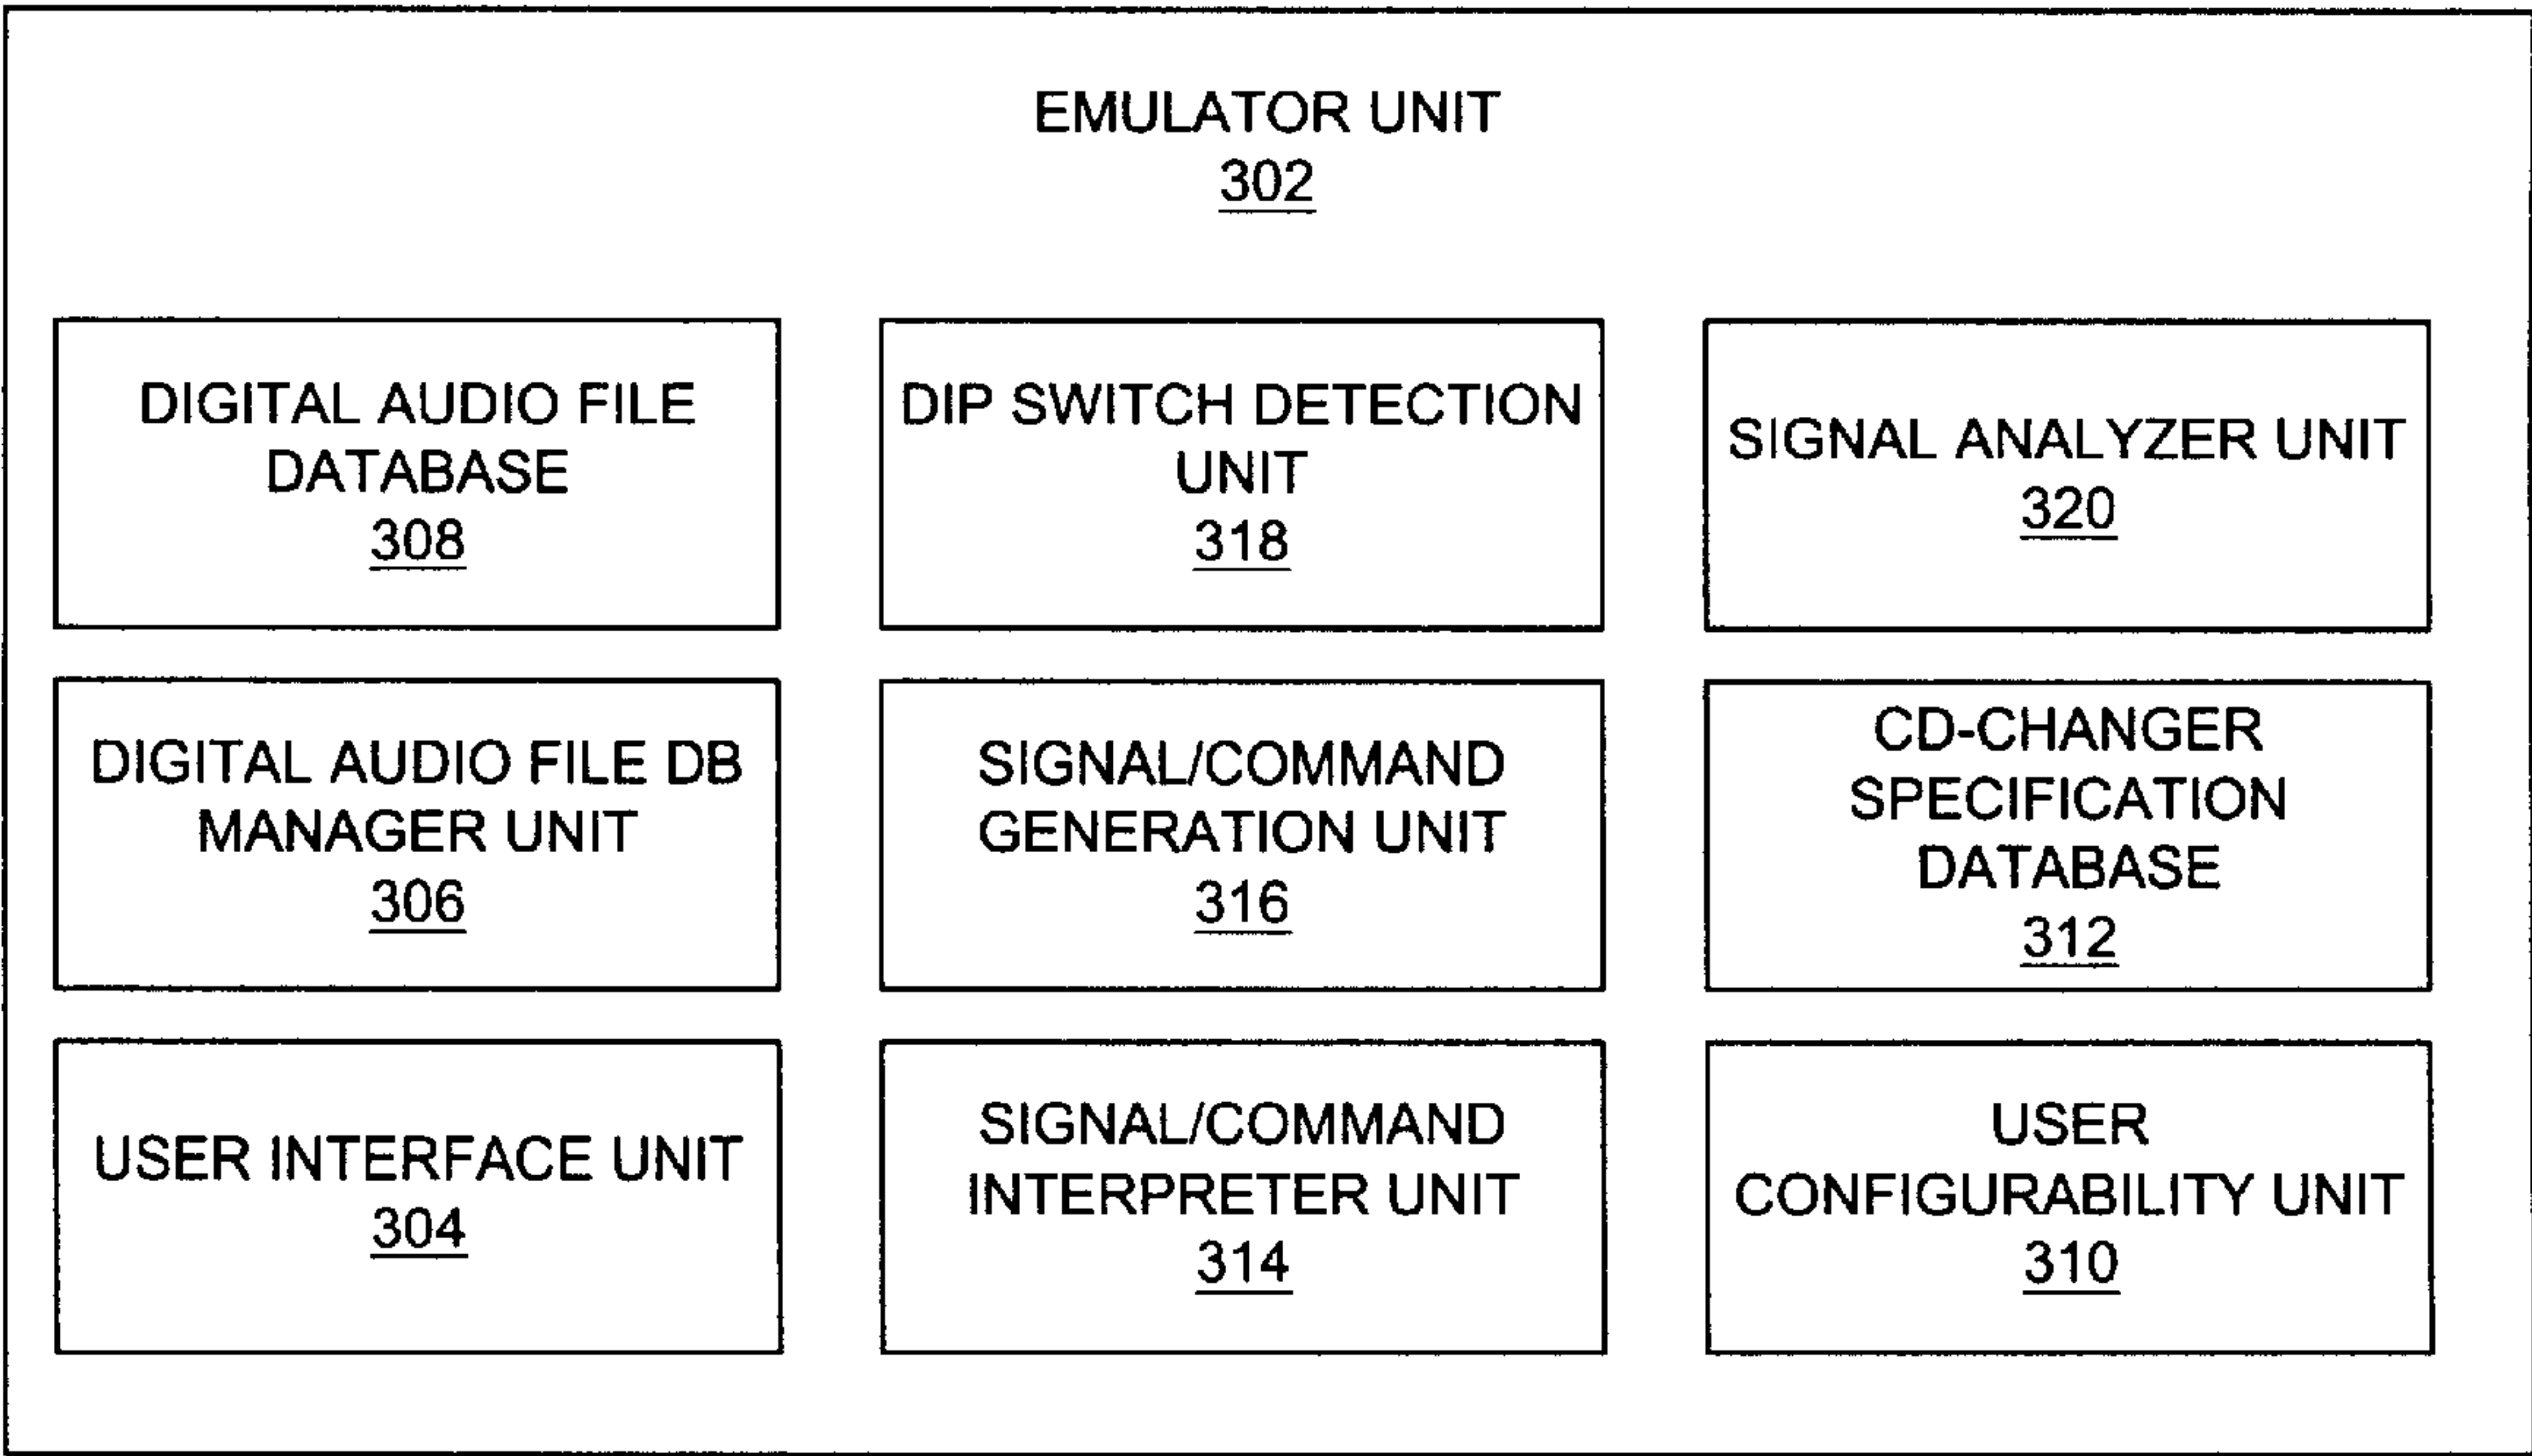 EMULATOR UNIT
302
DIGITAL AUDIO FILE
DATABASE
308
DIP SWITCH DETECTION
UNIT
318
SIGNAL ANALYZER UNIT
320
DIGITAL AUDIO FILE DB
MANAGER UNIT
306
SIGNAL/COMMAND
GENERATION UNIT
316
CD-CHANGER
SPECIFICATION
DATABASE
312
USER INTERFACE UNIT
304
SIGNAL/COMMAND
INTERPRETER UNIT
314
USER
CONFIGURABILITY UNIT
310